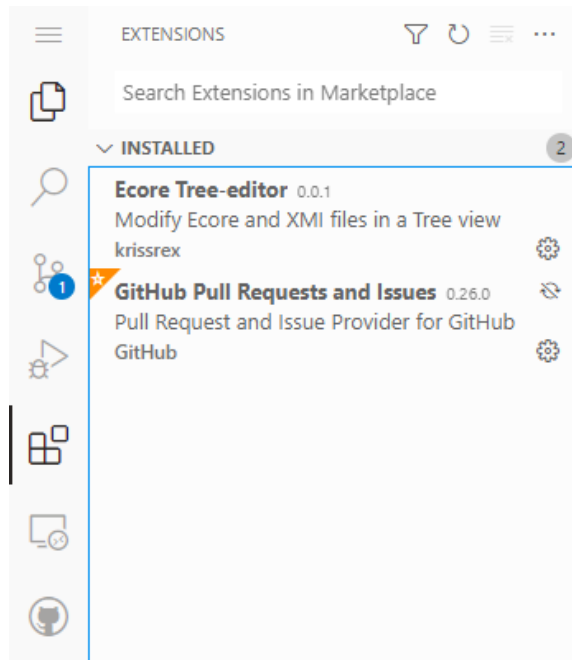 EXTENSIONS
Search Extensions in Marketplace
INSTALLED 2
Ecore Tree-editor 0.0.1
Modify Ecore and XMI files in a Tree view
krissrex
1
GitHub Pull Requests and Issues 0.26.0
Pull Request and Issue Provider for GitHub
GitHub